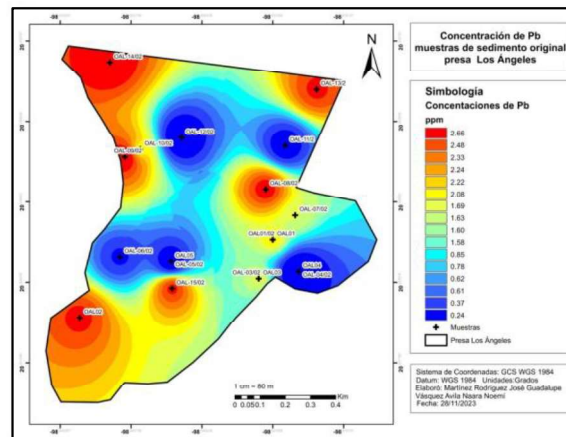 Concentración de Pb
muestras de sedimento original
presa Los Ángeles
Simbología
Concentaciones de Pb
ppm
2.66
2.48
2.33
2.24
2.22
2.08
1.69
1.63
1.60
1.58
0.85
0.78
0.62
0.61
0.37
0.24
Muestras
Presa Los Ángeles
Sistema de Coordenadas: GCS WGS 1984
Datum: WGS 1984 Unidades:Grados
Elaboró: Martínez Rodríguez José Guadalupe
Vásquez Avila Naara Noemí
Fecha: 28/11/2023
N
OAL-14/02
OAL-13/2
OAL-12/02
OAL-10/02
OAL-11/2
OAL-09/02
OAL-08/02
OAL-07/02
OAL01/02 OAL01
OAL-06/02
OAL05
OAL-05/02
OAL-03/02 OAL03
OAL04
OAL-04/02
OAL-15/02
OAL02
1 cm = 80 m
0 0.05 0.1 0.2 0.3 0.4
Km